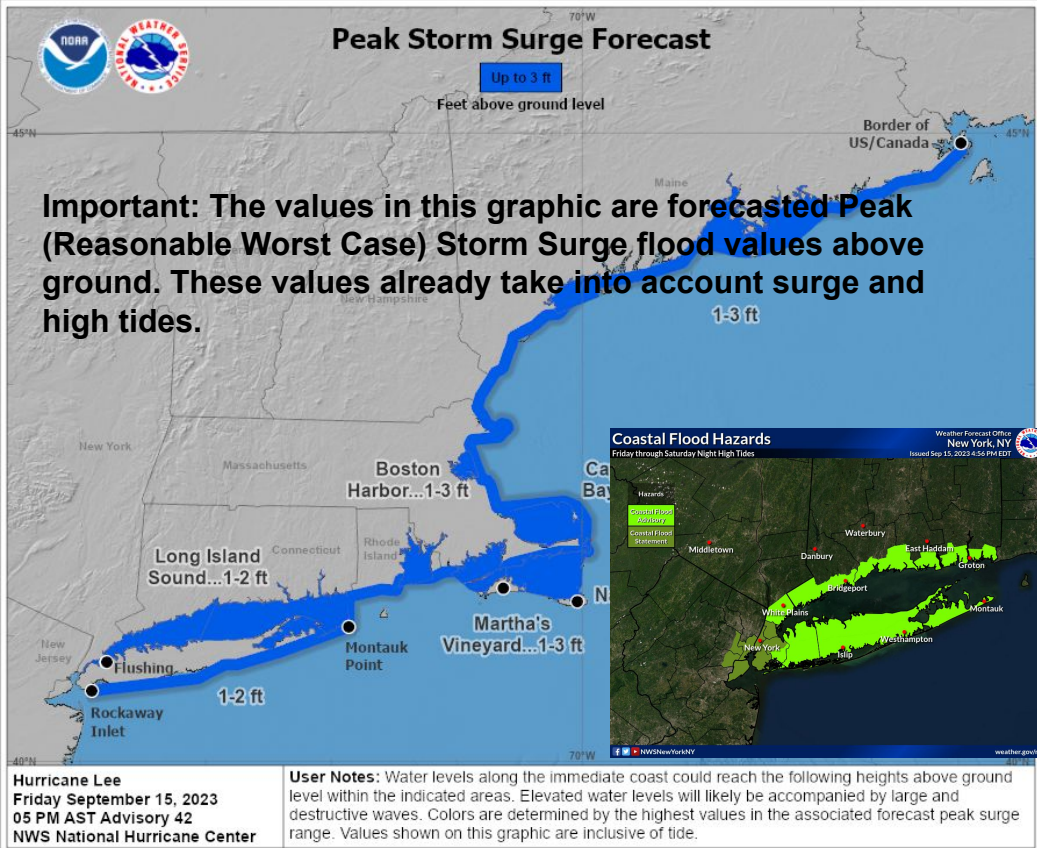 70°W
Peak Storm Surge Forecast
NOAA
NATIONAL WEATHER SERVICE
Up to 3 ft
Feet above ground level
45°N
45°N
Border of
US/Canada
Maine
Important: The values in this graphic are forecasted Peak
(Reasonable Worst Case) Storm Surge flood values above
ground. These values already take into account surge and
high tides.
New Hampshire
1-3 ft
New York
Massachusetts
Boston
Harbor...1-3 ft
Ca
Bay
Rhode
Island
Connecticut
Long Island
Sound...1-2 ft
New
Jersey
Flushing
Martha's
Vineyard...1-3 ft
Na
Montauk
Point
1-2 ft
Rockaway
Inlet
40°N
70°W
40°N
Coastal Flood Hazards
Friday through Saturday Night High Tides
Weather Forecast Office
New York, NY
Issued Sep 15, 2023 4:56 PM EDT
Hazards
Coastal Flood
Advisory
Coastal Flood
Statement
Middletown
Waterbury
Danbury
East Haddam
Groton
Bridgeport
White Plains
Montauk
New York
Westhampton
Islip
NWSNewYorkNY
weather.gov/n
Hurricane Lee
Friday September 15, 2023
05 PM AST Advisory 42
NWS National Hurricane Center
User Notes: Water levels along the immediate coast could reach the following heights above ground
level within the indicated areas. Elevated water levels will likely be accompanied by large and
destructive waves. Colors are determined by the highest values in the associated forecast peak surge
range. Values shown on this graphic are inclusive of tide.